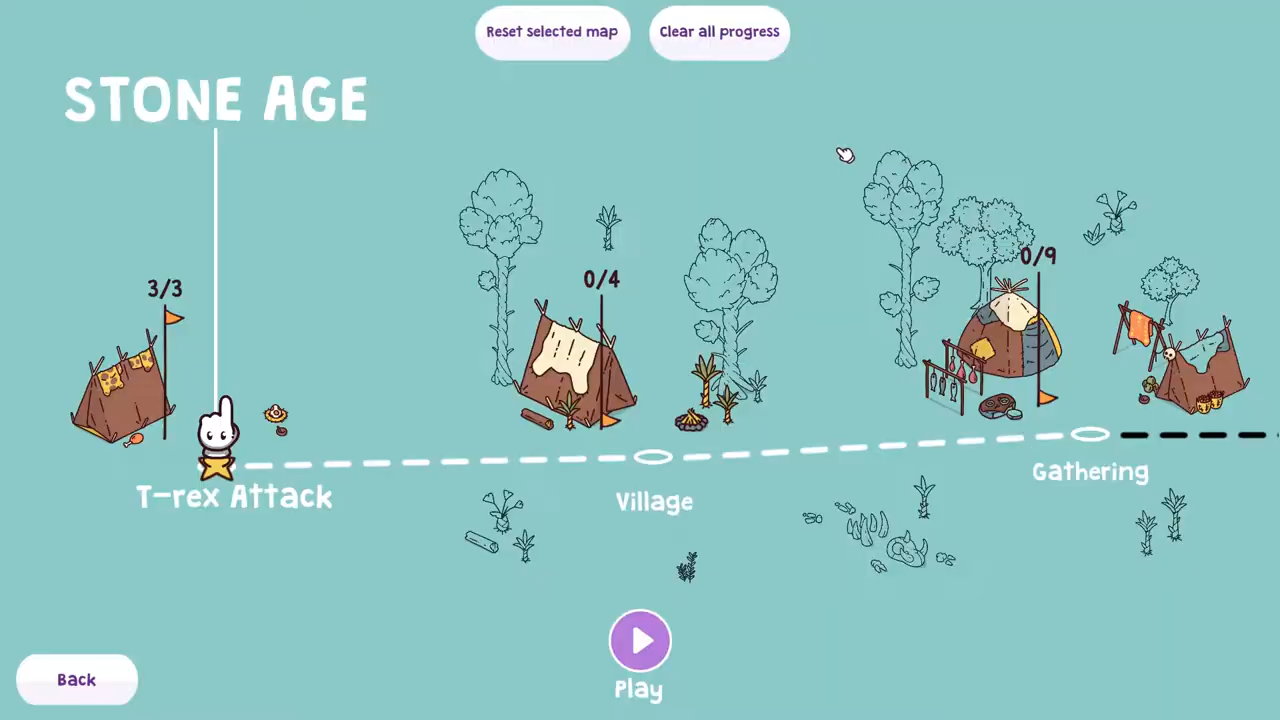 Reset selected map
Clear all progress
STONE AGE
3/3
0/4
0/9
T-rex Attack
Village
Gathering
Play
Back